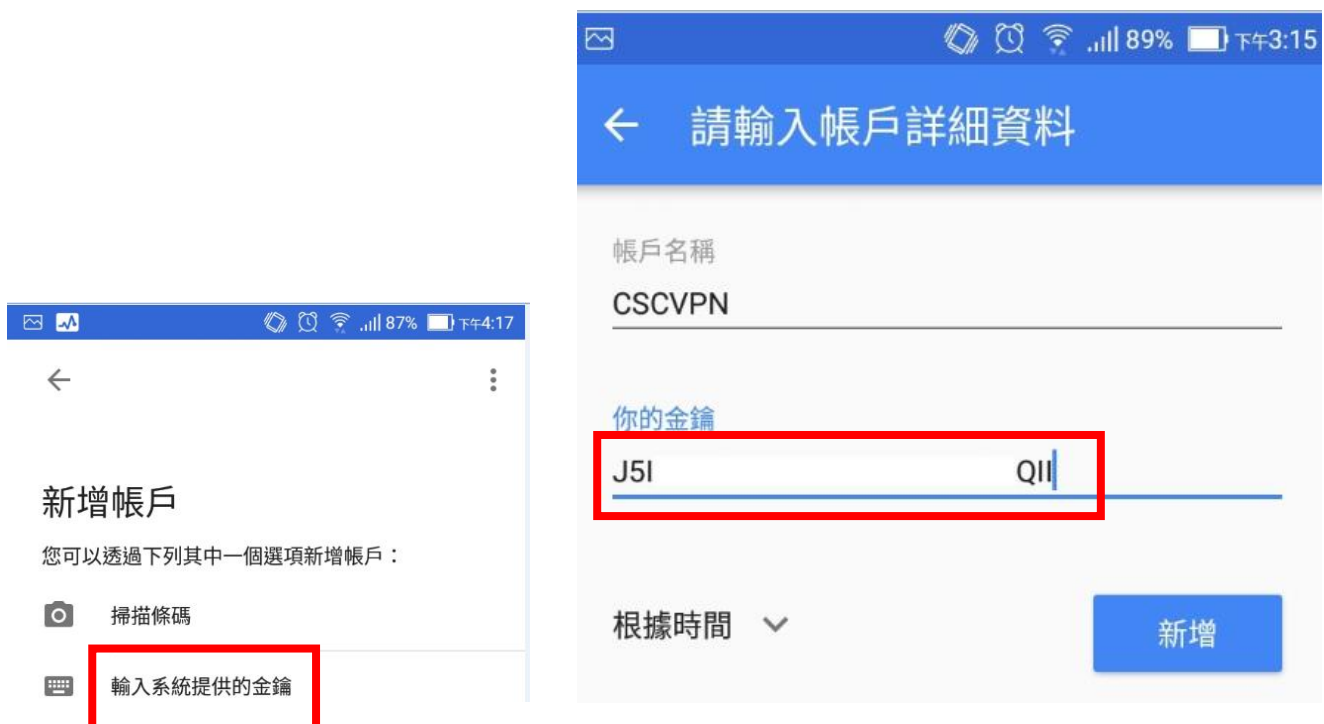 87% 下午4:17
新增帳戶
您可以透過下列其中一個選項新增帳戶：
掃描條碼
輸入系統提供的金鑰
89% 下午3:15
請輸入帳戶詳細資料
帳戶名稱
CSCVPN
你的金鑰
J5I QII
根據時間
新增